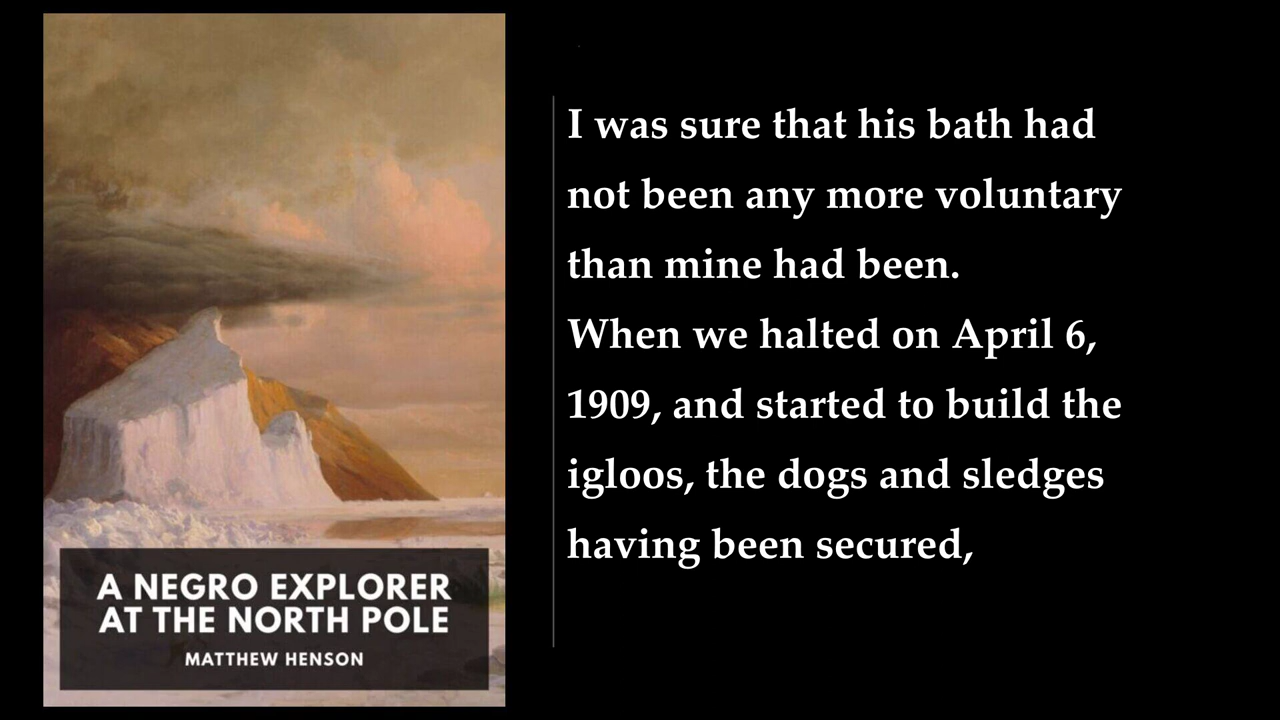 A NEGRO EXPLORER
AT THE NORTH POLE
MATTHEW HENSON
I was sure that his bath had
not been any more voluntary
than mine had been.
When we halted on April 6,
1909, and started to build the
igloos, the dogs and sledges
having been secured,